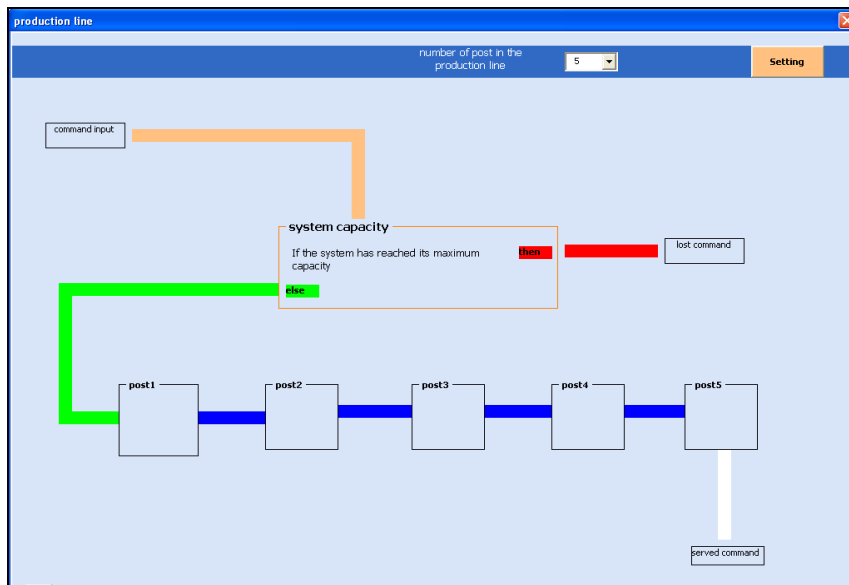 production line
number of post in the
production line
5
Setting
command input
system capacity
If the system has reached its maximum
capacity
then
lost command
else
post1
post2
post3
post4
post5
served command